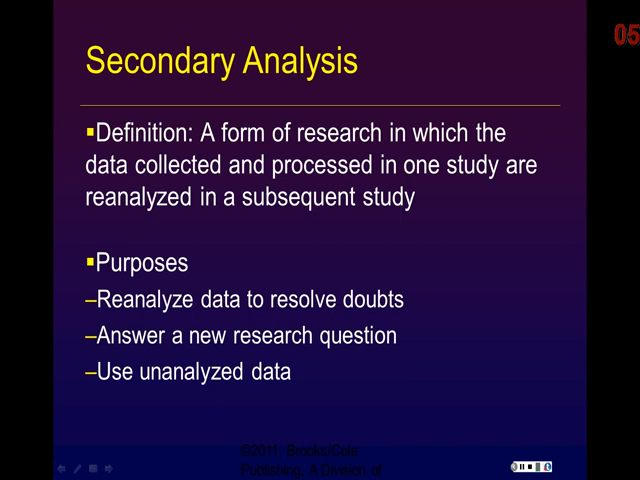 05
Secondary Analysis
▪Definition: A form of research in which the
data collected and processed in one study are
reanalyzed in a subsequent study
▪Purposes
–Reanalyze data to resolve doubts
–Answer a new research question
–Use unanalyzed data
©2011, Brooks/Cole
Publishing, A Division of